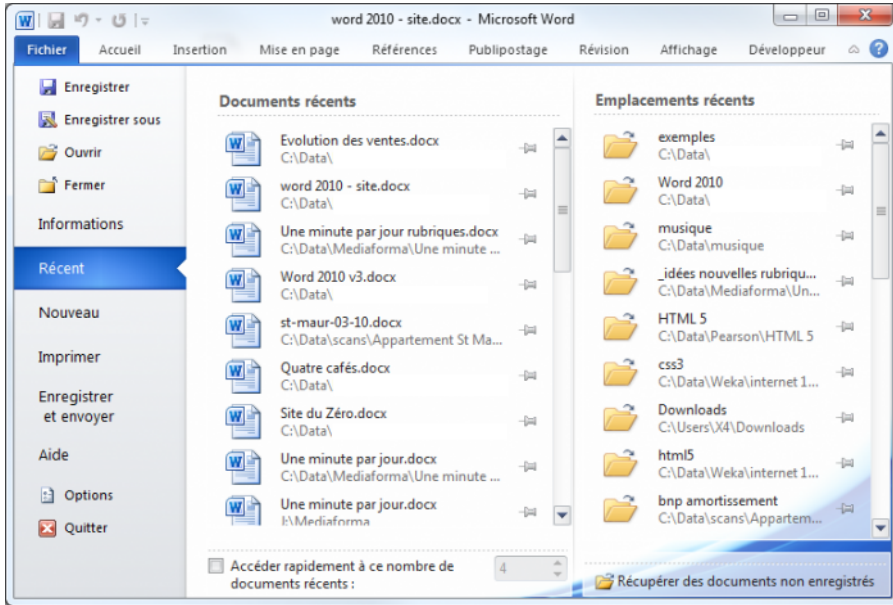 word 2010 - site.docx - Microsoft Word
Fichier Accueil Insertion Mise en page Références Publipostage Révision Affichage Développeur
Enregistrer
Enregistrer sous
Ouvrir
Fermer
Informations
Récent
Nouveau
Imprimer
Enregistrer
et envoyer
Aide
Options
Quitter
Documents récents
Evolution des ventes.docx
C:\Data\
word 2010 - site.docx
C:\Data\
Une minute par jour rubriques.docx
C:\Data\Mediaforma\Une minute ...
Word 2010 v3.docx
C:\Data\
st-maur-03-10.docx
C:\Data\scans\Appartement St Ma...
Quatre cafés.docx
C:\Data\
Site du Zéro.docx
C:\Data\
Une minute par jour.docx
C:\Data\Mediaforma\Une minute ...
Une minute par jour.docx
J:\Mediaforma
Accéder rapidement à ce nombre de
documents récents :
4
Emplacements récents
exemples
C:\Data\
Word 2010
C:\Data\
musique
C:\Data\musique
_idées nouvelles rubriqu...
C:\Data\Mediaforma\Un...
HTML 5
C:\Data\Pearson\HTML 5
css3
C:\Data\Weka\internet 1...
Downloads
C:\Users\X4\Downloads
html5
C:\Data\Weka\internet 1...
bnp amortissement
C:\Data\scans\Appartem...
Récupérer des documents non enregistrés